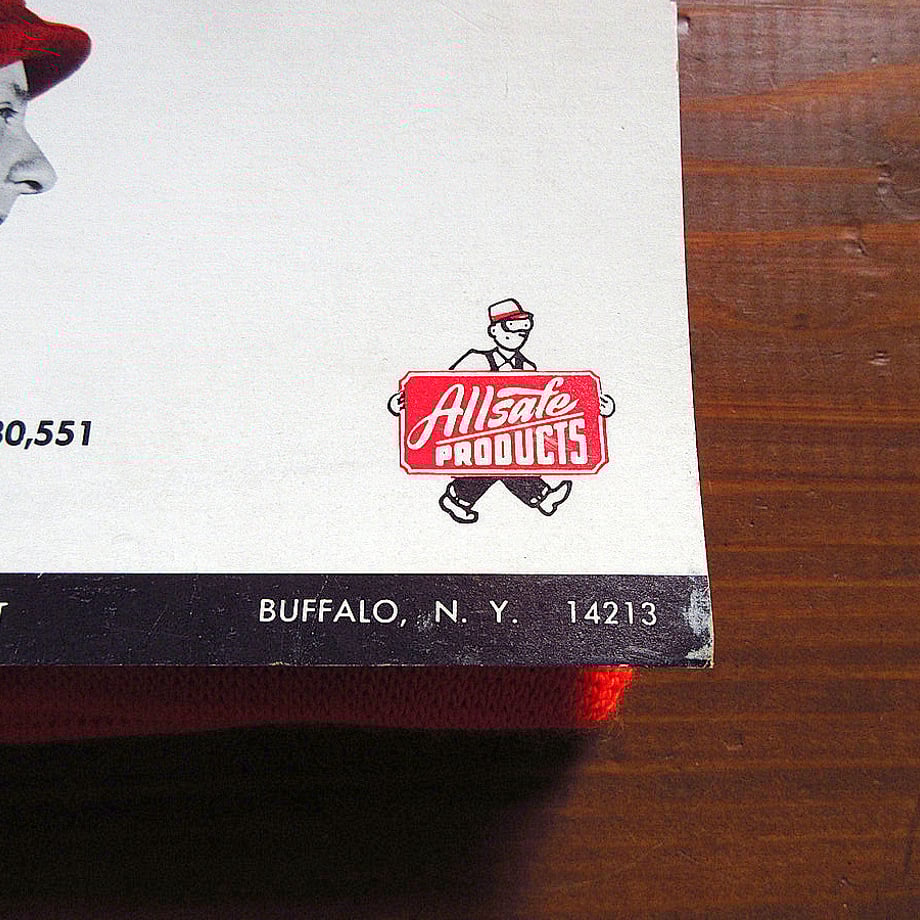 30,551
Allsafe
PRODUCTS
BUFFALO, N. Y. 14213